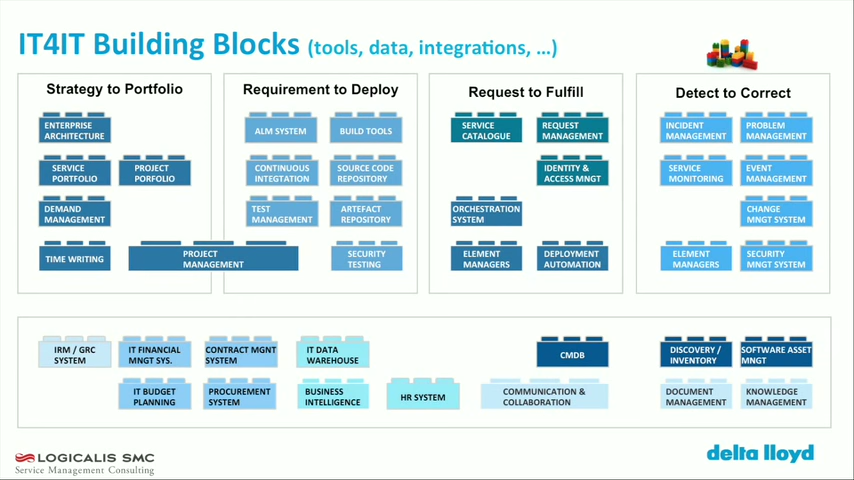 IT4IT Building Blocks (tools, data, integrations, ...)
Strategy to Portfolio
ENTERPRISE
ARCHITECTURE
SERVICE
PORTFOLIO
PROJECT
PORFOLIO
DEMAND
MANAGEMENT
TIME WRITING
PROJECT
MANAGEMENT
Requirement to Deploy
ALM SYSTEM
BUILD TOOLS
CONTINUOUS
INTEGTATION
SOURCE CODE
REPOSITORY
TEST
MANAGEMENT
ARTEFACT
REPOSITORY
SECURITY
TESTING
Request to Fulfill
SERVICE
CATALOGUE
REQUEST
MANAGEMENT
IDENTITY &
ACCESS MNGT
ORCHESTRATION
SYSTEM
ELEMENT
MANAGERS
DEPLOYMENT
AUTOMATION
Detect to Correct
INCIDENT
MANAGEMENT
PROBLEM
MANAGEMENT
SERVICE
MONITORING
EVENT
MANAGEMENT
CHANGE
MNGT SYSTEM
ELEMENT
MANAGERS
SECURITY
MNGT SYSTEM
IRM / GRC
SYSTEM
IT FINANCIAL
MNGT SYS.
CONTRACT MGNT
SYSTEM
IT DATA
WAREHOUSE
CMDB
DISCOVERY /
INVENTORY
SOFTWARE ASSET
MNGT
IT BUDGET
PLANNING
PROCUREMENT
SYSTEM
BUSINESS
INTELLIGENCE
HR SYSTEM
COMMUNICATION &
COLLABORATION
DOCUMENT
MANAGEMENT
KNOWLEDGE
MANAGEMENT
LOGICALIS SMC
Service Management Consulting
delta lloyd